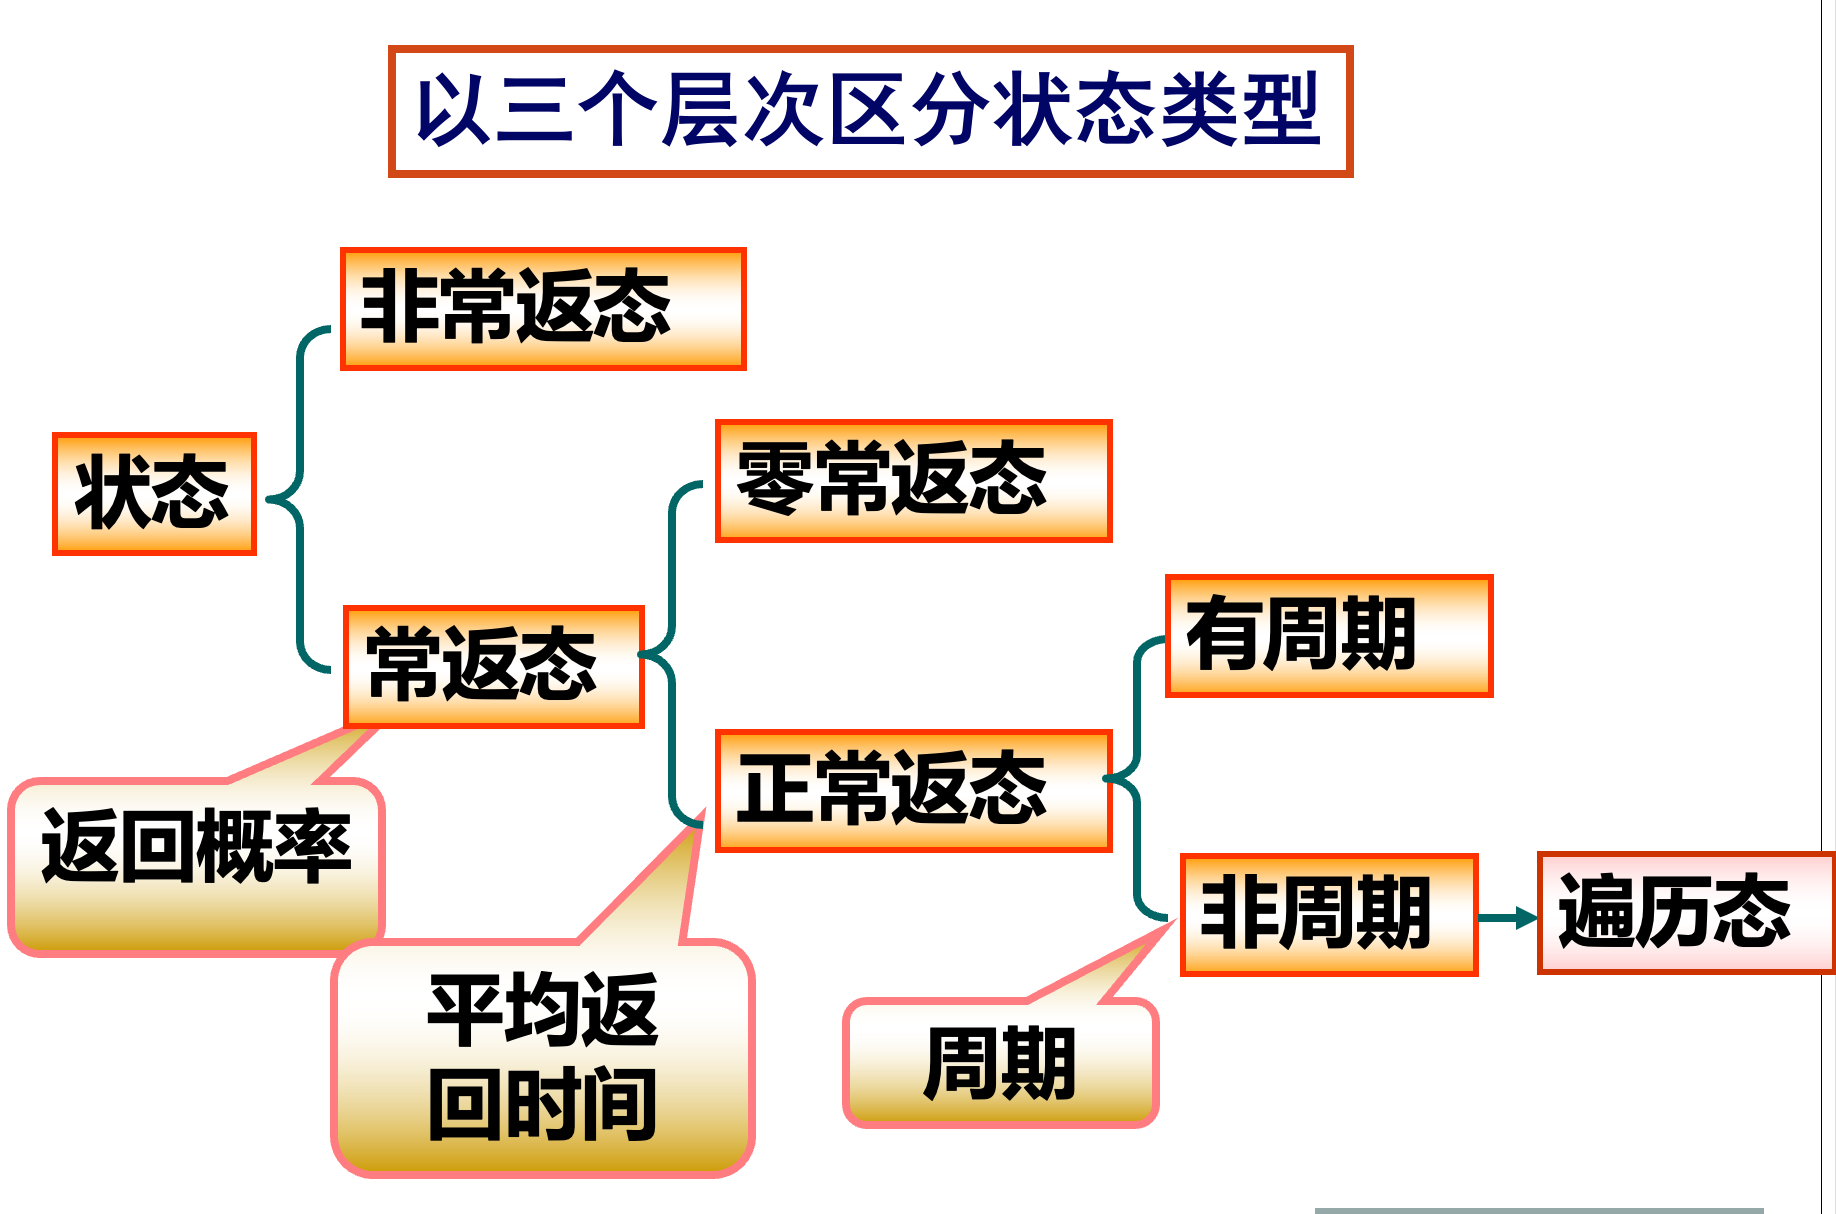 以三个层次区分状态类型
非常返态
状态
零常返态
常返态
有周期
正常返态
返回概率
非周期
遍历态
平均返
回时间
周期